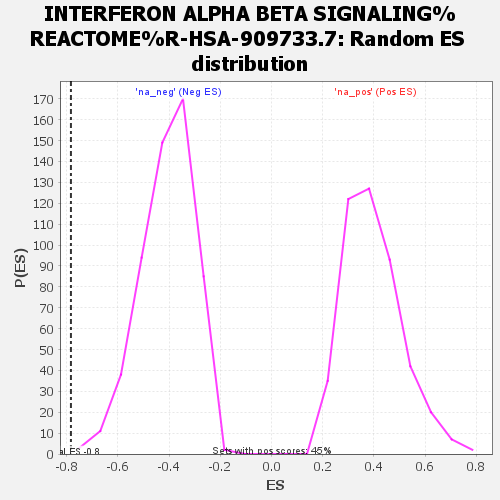 INTERFERON ALPHA BETA SIGNALING%
REACTOME%R-HSA-909733.7: Random ES
distribution
'na_neg' (Neg ES)
'na_pos' (Pos ES)
170
160
150
140
130
120
110
100
90
80
70
60
50
40
30
20
10
0
P(ES)
al ES -0.8
Sets with pos scores: 45%
-0.8 -0.6 -0.4 -0.2 0.0 0.2 0.4 0.6 0.8
ES